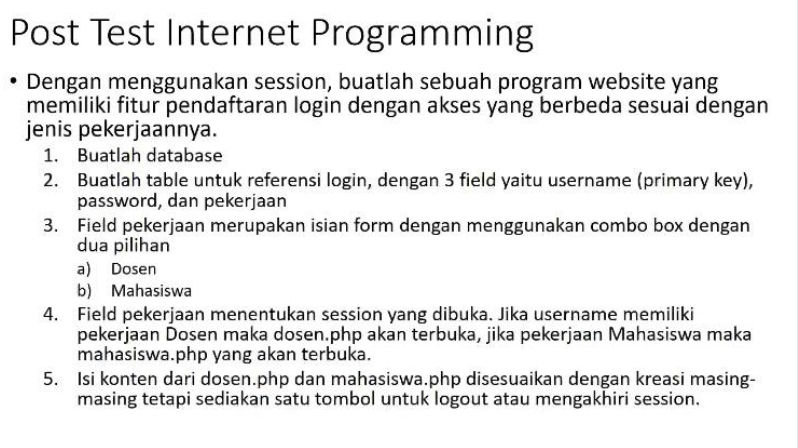 Post Test Internet Programming
• Dengan menggunakan session, buatlah sebuah program website yang
memiliki fitur pendaftaran login dengan akses yang berbeda sesuai dengan
jenis pekerjaannya.
1. Buatlah database
2. Buatlah table untuk referensi login, dengan 3 field yaitu username (primary key),
password, dan pekerjaan
3. Field pekerjaan merupakan isian form dengan menggunakan combo box dengan
dua pilihan
a) Dosen
b) Mahasiswa
4. Field pekerjaan menentukan session yang dibuka. Jika username memiliki
pekerjaan Dosen maka dosen.php akan terbuka, jika pekerjaan Mahasiswa maka
mahasiswa.php yang akan terbuka.
5. Isi konten dari dosen.php dan mahasiswa.php disesuaikan dengan kreasi masing-
masing tetapi sediakan satu tombol untuk logout atau mengakhiri session.